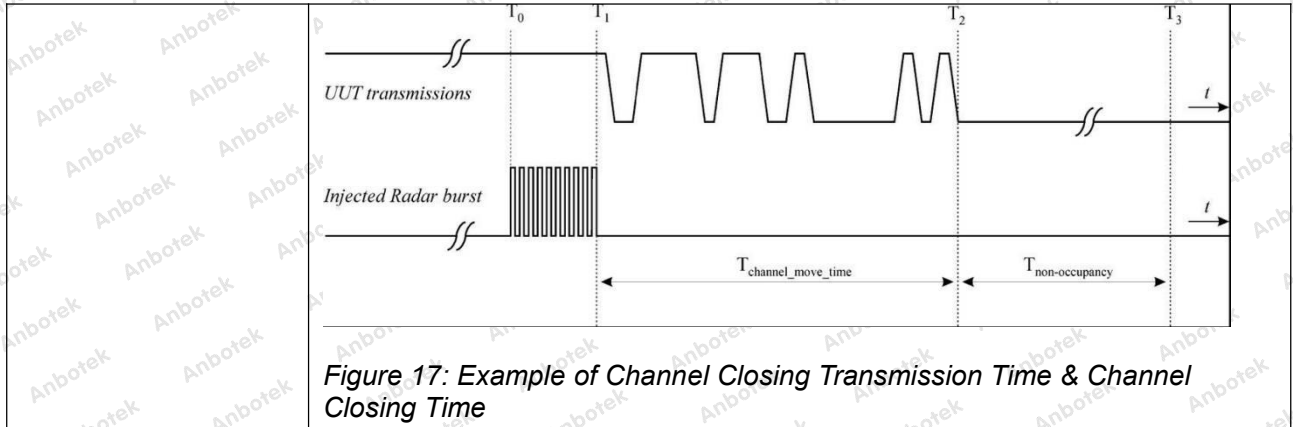 T0 T1 T2 T3
UUT transmissions
t
Injected Radar burst
t
Tchannel_move_time
Tnon-occupancy
Figure 17: Example of Channel Closing Transmission Time & Channel
Closing Time
Anbotek